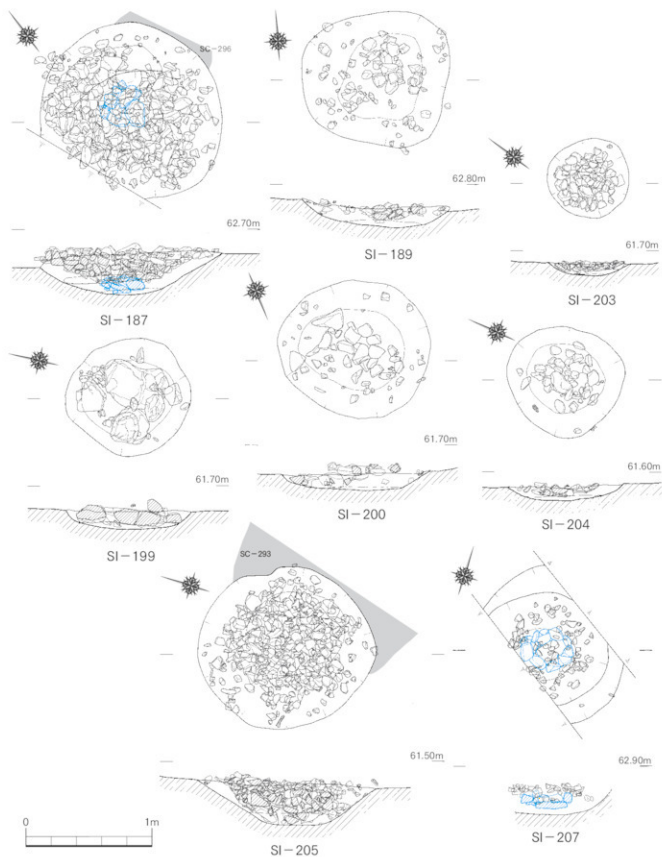 SC-296
62.70m
SI-187
62.80m
SI-189
61.70m
SI-203
61.70m
SI-199
61.70m
SI-200
61.60m
SI-204
SC-293
61.50m
SI-205
62.90m
SI-207
0
1m